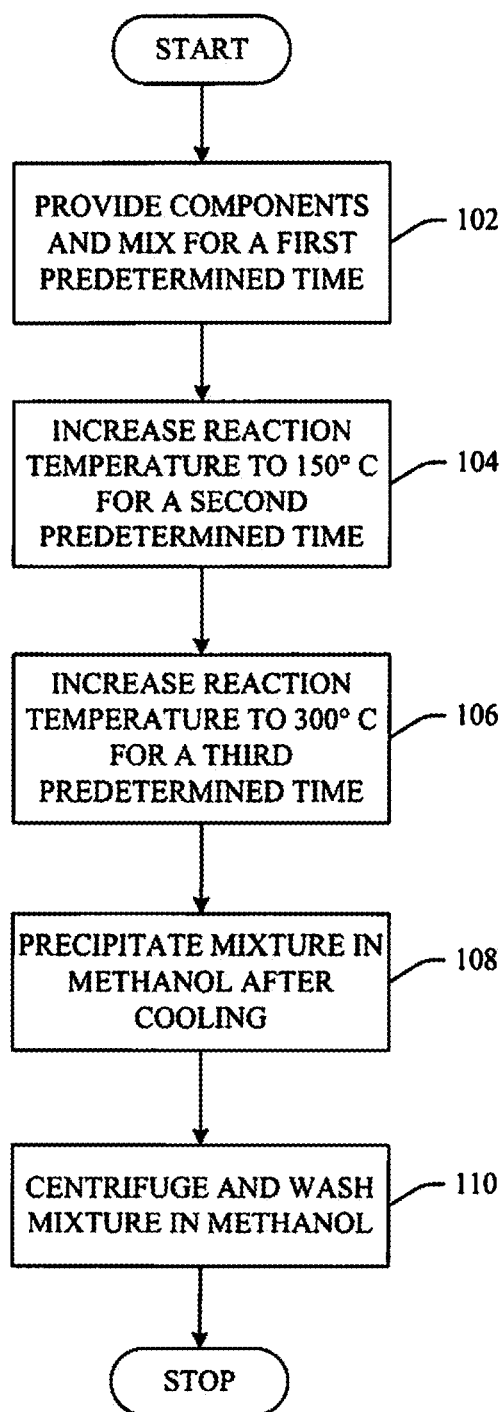 START
PROVIDE COMPONENTS
AND MIX FOR A FIRST
PREDETERMINED TIME
102
INCREASE REACTION
TEMPERATURE TO 150° C
FOR A SECOND
PREDETERMINED TIME
104
INCREASE REACTION
TEMPERATURE TO 300° C
FOR A THIRD
PREDETERMINED TIME
106
PRECIPITATE MIXTURE IN
METHANOL AFTER
COOLING
108
CENTRIFUGE AND WASH
MIXTURE IN METHANOL
110
STOP